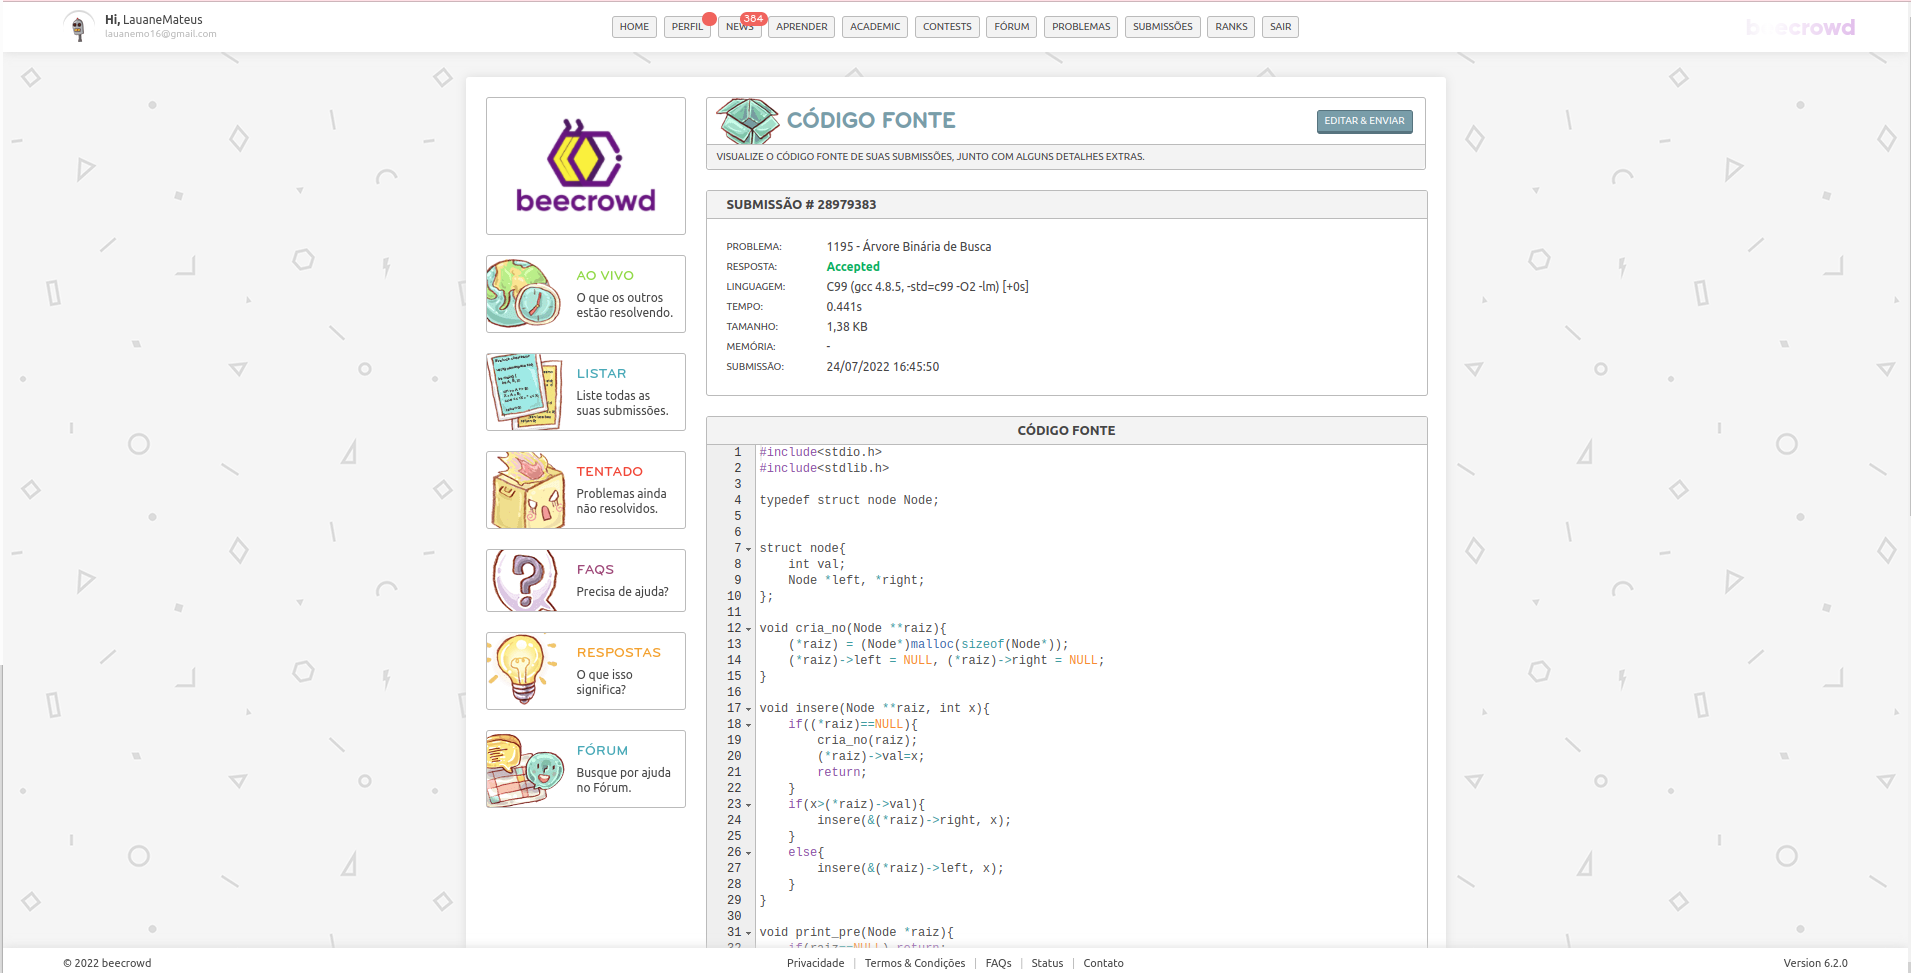 Hi, LauaneMateus
lauanemo16@gmail.com
HOME PERFIL NEWS 384 APRENDER ACADEMIC CONTESTS FÓRUM PROBLEMAS SUBMISSÕES RANKS SAIR
beecrowd
beecrowd
AO VIVO
O que os outros
estão resolvendo.
LISTAR
Liste todas as
suas submissões.
TENTADO
Problemas ainda
não resolvidos.
FAQS
Precisa de ajuda?
RESPOSTAS
O que isso
significa?
FÓRUM
Busque por ajuda
no Fórum.
CÓDIGO FONTE
EDITAR & ENVIAR
VISUALIZE O CÓDIGO FONTE DE SUAS SUBMISSÕES, JUNTO COM ALGUNS DETALHES EXTRAS.
SUBMISSÃO # 28979383
PROBLEMA: 1195 - Árvore Binária de Busca
RESPOSTA: Accepted
LINGUAGEM: C99 (gcc 4.8.5, -std=c99 -O2 -lm) [+0s]
TEMPO: 0.441s
TAMANHO: 1,38 KB
MEMÓRIA: -
SUBMISSÃO: 24/07/2022 16:45:50
CÓDIGO FONTE
1 #include<stdio.h>
2 #include<stdlib.h>
3
4 typedef struct node Node;
5
6
7 struct node{
8     int val;
9     Node *left, *right;
10 };
11
12 void cria_no(Node **raiz){
13     (*raiz) = (Node*)malloc(sizeof(Node*));
14     (*raiz)->left = NULL, (*raiz)->right = NULL;
15 }
16
17 void insere(Node **raiz, int x){
18     if((*raiz)==NULL){
19         cria_no(raiz);
20         (*raiz)->val=x;
21         return;
22     }
23     if(x>(*raiz)->val){
24         insere(&(*raiz)->right, x);
25     }
26     else{
27         insere(&(*raiz)->left, x);
28     }
29 }
30
31 void print_pre(Node *raiz){
32     if(raiz==NULL) return;
© 2022 beecrowd
Privacidade | Termos & Condições | FAQs | Status | Contato
Version 6.2.0